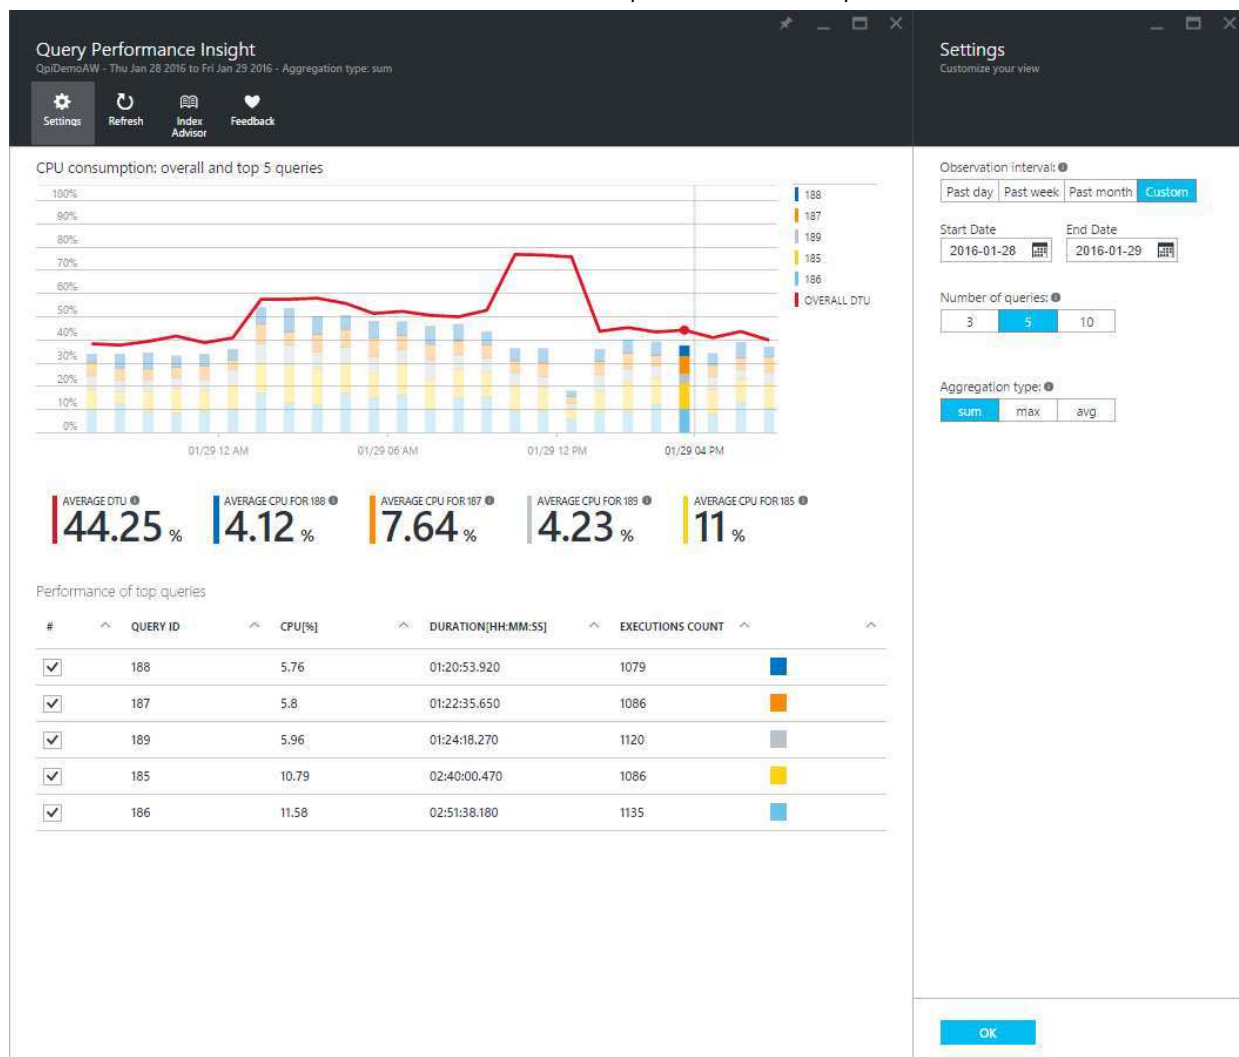 Query Performance Insight
QpiDemoAW - Thu Jan 28 2016 to Fri Jan 29 2016 - Aggregation type: sum
Settings
Refresh
Index Advisor
Feedback
CPU consumption: overall and top 5 queries
100%
90%
80%
70%
60%
50%
40%
30%
20%
10%
0%
01/29 12 AM
01/29 06 AM
01/29 12 PM
01/29 04 PM
188
187
189
185
186
OVERALL DTU
AVERAGE DTU
44.25 %
AVERAGE CPU FOR 188
4.12 %
AVERAGE CPU FOR 187
7.64 %
AVERAGE CPU FOR 189
4.23 %
AVERAGE CPU FOR 185
11 %
Performance of top queries
# QUERY ID CPU[%] DURATION[HH:MM:SS] EXECUTIONS COUNT
188 5.76 01:20:53.920 1079
187 5.8 01:22:35.650 1086
189 5.96 01:24:18.270 1120
185 10.79 02:40:00.470 1086
186 11.58 02:51:38.180 1135
Settings
Customize your view
Observation interval:
Past day Past week Past month Custom
Start Date End Date
2016-01-28 2016-01-29
Number of queries:
3 5 10
Aggregation type:
sum max avg
OK